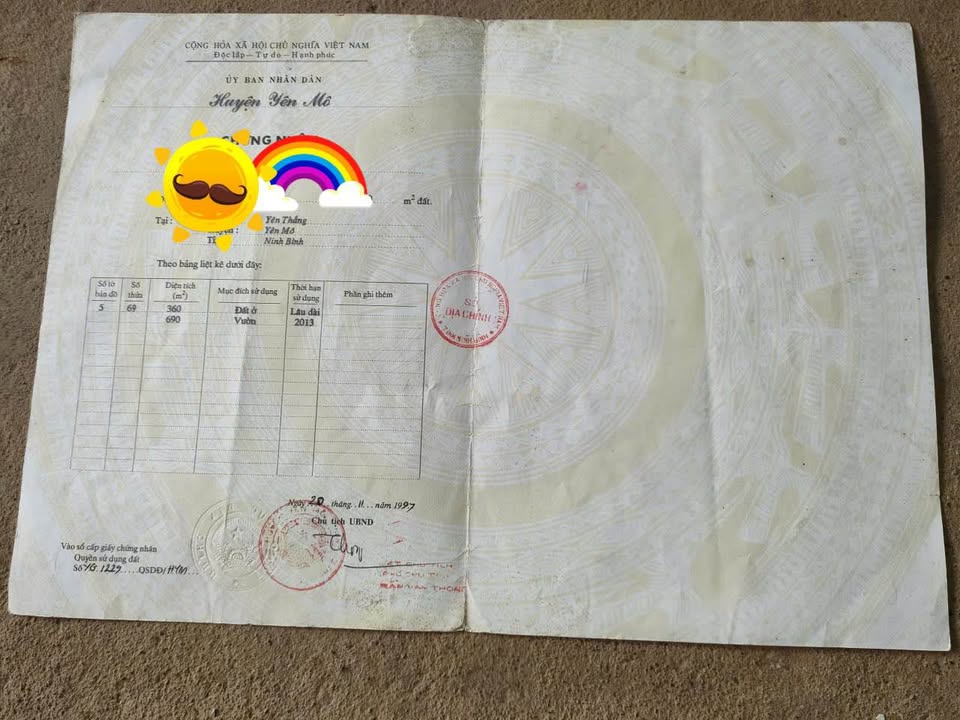 CỘNG HÒA XÃ HỘI CHỦ NGHĨA VIỆT NAM
Độc lập — Tự do — Hạnh phúc
ỦY BAN NHÂN DÂN
Huyện Yên Mô
m² đất.
Tại : Yên Thắng
Yên Mô
Ninh Bình
Theo bảng liệt kê dưới đây:
Số tờ bản đồ Số thửa Diện tích (m²) Mục đích sử dụng Thời hạn sử dụng Phần ghi thêm
5 69 360 Đất ở Lâu dài
690 Vườn 2013
SỞ
ĐỊA CHÍNH
Ngày 20 tháng 11 năm 1997
Chủ tịch UBND
Vào sổ cấp giấy chứng nhân
Quyền sử dụng đất
Số 1229 QSDĐ/